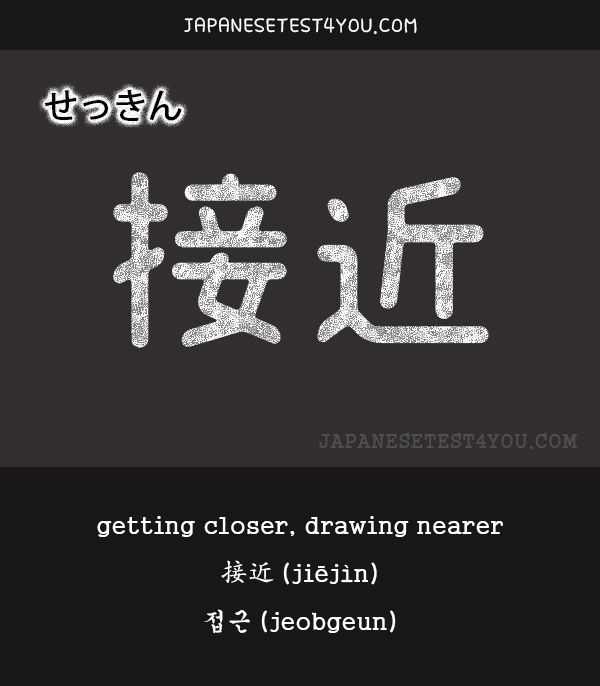 JAPANESETEST4YOU.COM
せっきん
接近
JAPANESETEST4YOU.COM
getting closer, drawing nearer
接近 (jiējìn)
접근 (jeobgeun)